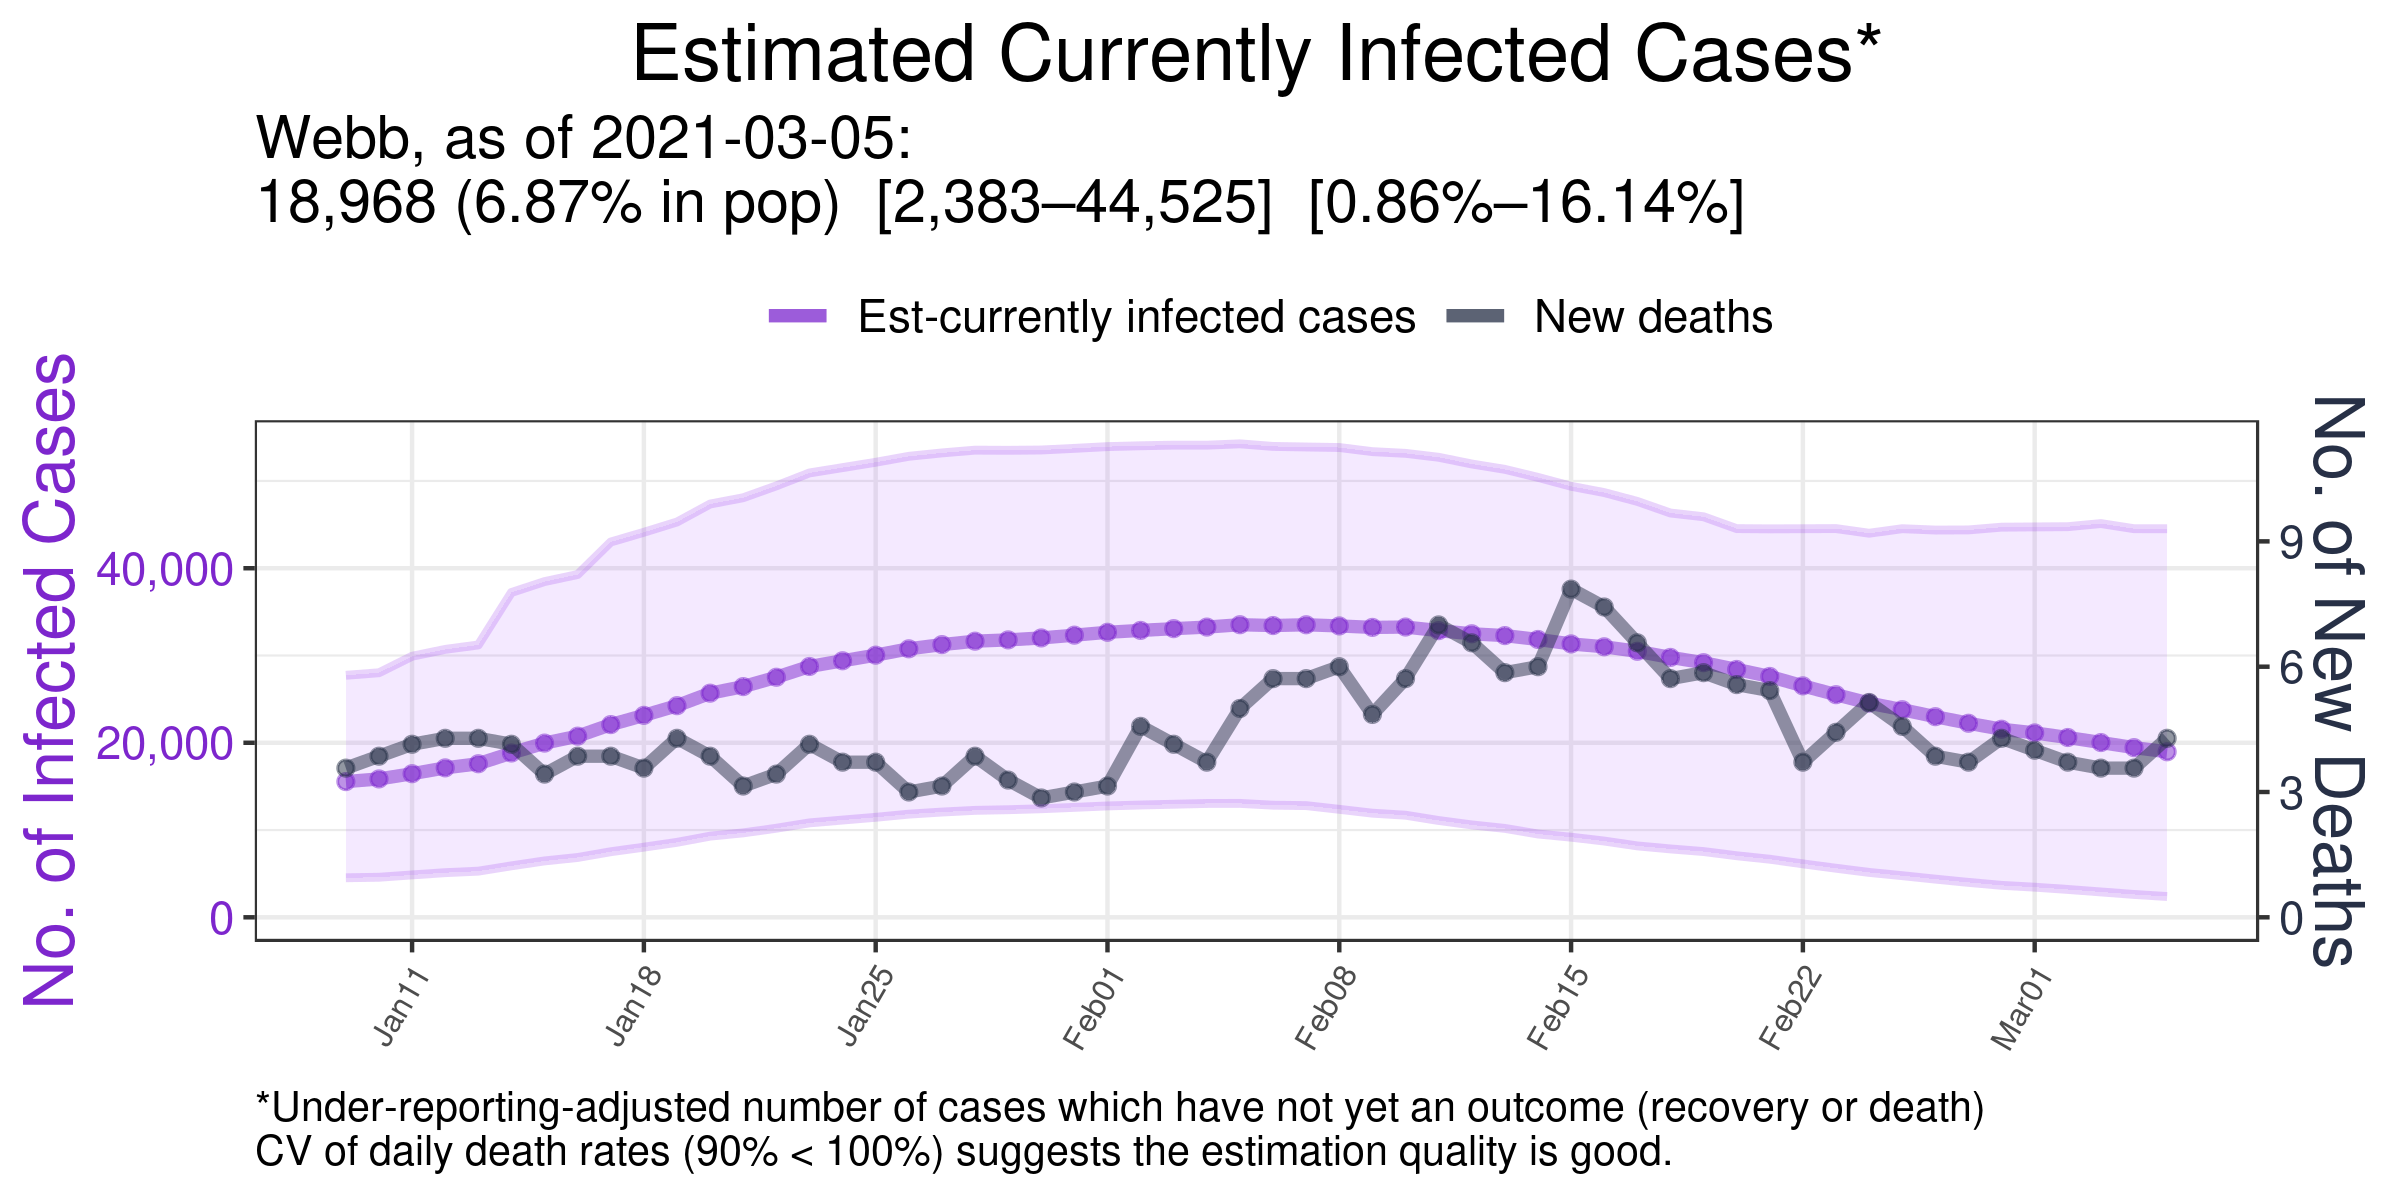 Estimated Currently Infected Cases*
Webb, as of 2021-03-05:
18,968 (6.87% in pop)  [2,383–44,525]  [0.86%–16.14%]
Est-currently infected cases
New deaths
No. of Infected Cases
40,000
20,000
0
No. of New Deaths
9
6
3
0
Jan11
Jan18
Jan25
Feb01
Feb08
Feb15
Feb22
Mar01
*Under-reporting-adjusted number of cases which have not yet an outcome (recovery or death)
CV of daily death rates (90% < 100%) suggests the estimation quality is good.